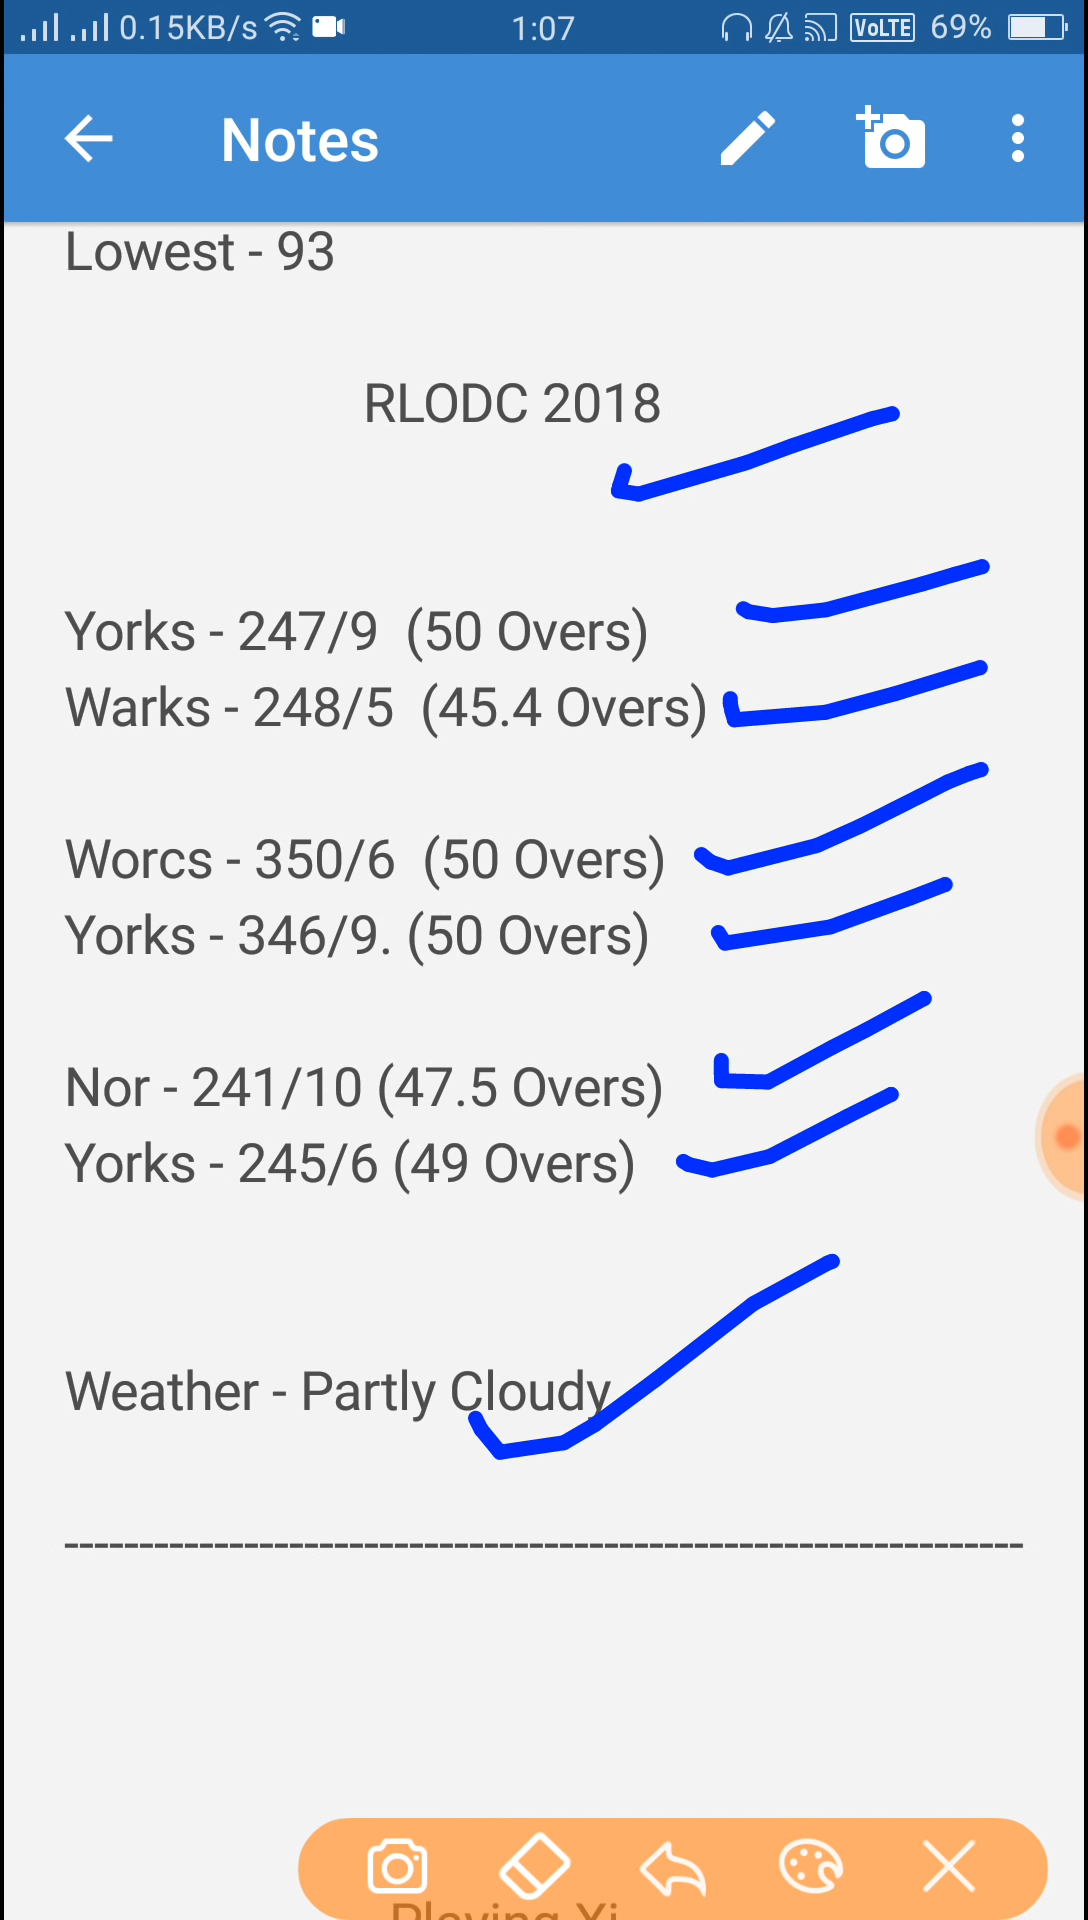 0.15KB/s 1:07 VoLTE 69%
Notes
Lowest - 93
RLODC 2018
Yorks - 247/9 (50 Overs)
Warks - 248/5 (45.4 Overs)
Worcs - 350/6 (50 Overs)
Yorks - 346/9. (50 Overs)
Nor - 241/10 (47.5 Overs)
Yorks - 245/6 (49 Overs)
Weather - Partly Cloudy
----------------------------------------------------------------
Playing Xi